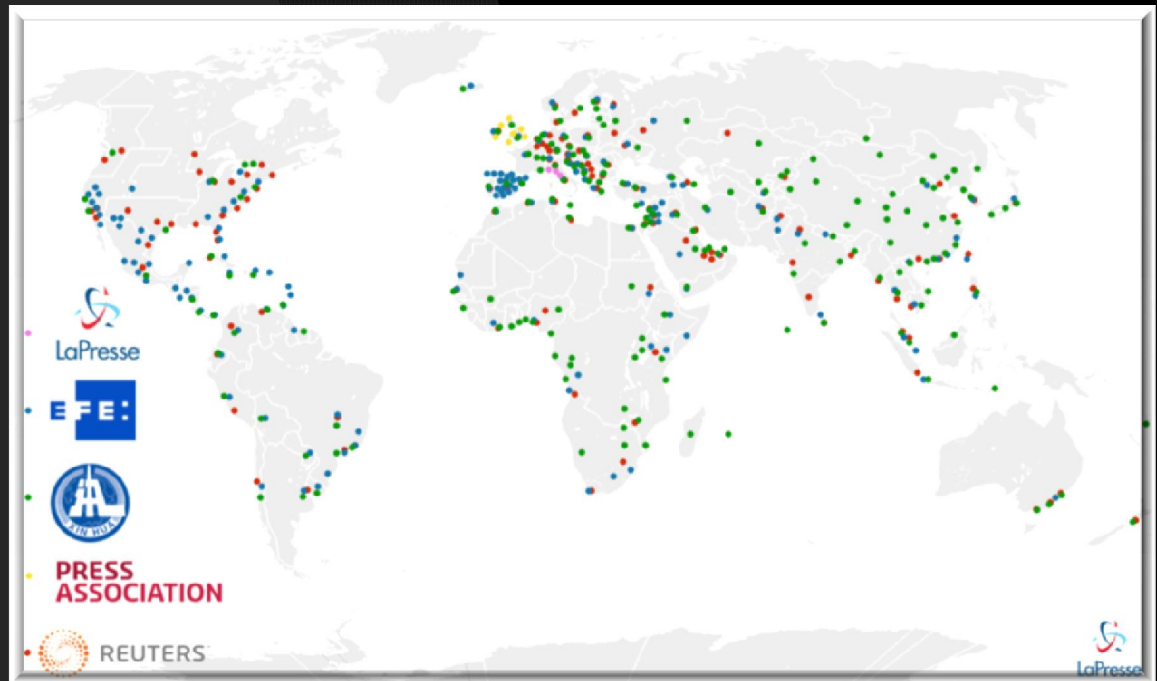 LaPresse
EFE:
XIN HUA
PRESS
ASSOCIATION
REUTERS
LaPresse